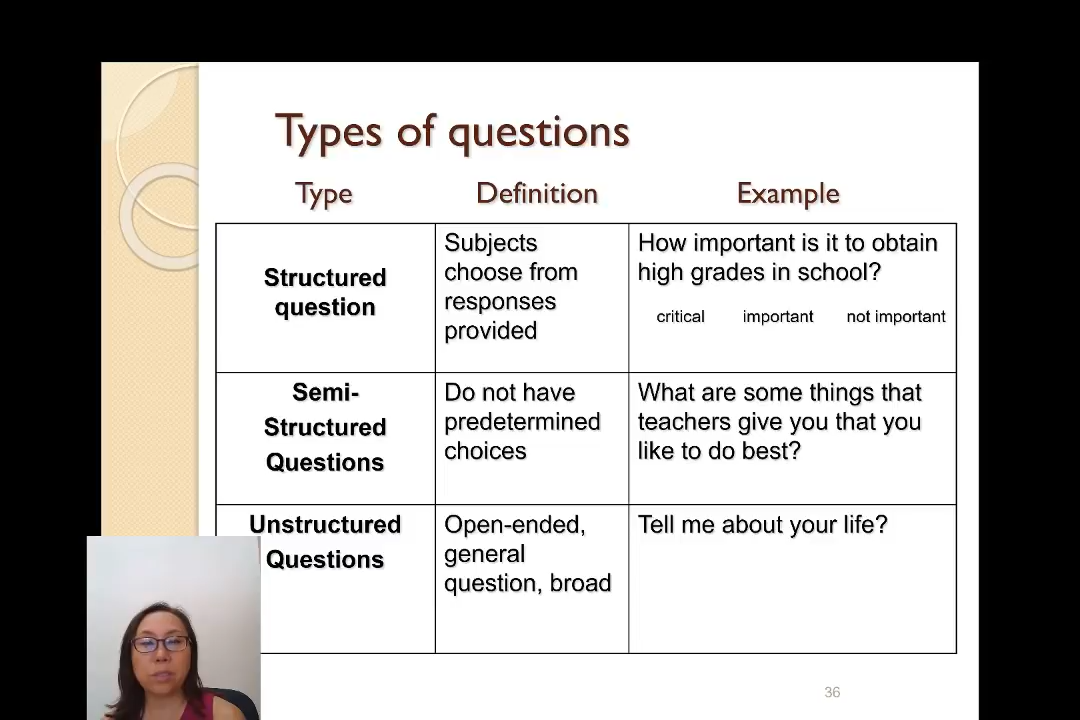 Types of questions
Type Definition Example
Structured
question
Subjects
choose from
responses
provided
How important is it to obtain
high grades in school?
critical important not important
Semi-
Structured
Questions
Do not have
predetermined
choices
What are some things that
teachers give you that you
like to do best?
Unstructured
Questions
Open-ended,
general
question, broad
Tell me about your life?
36